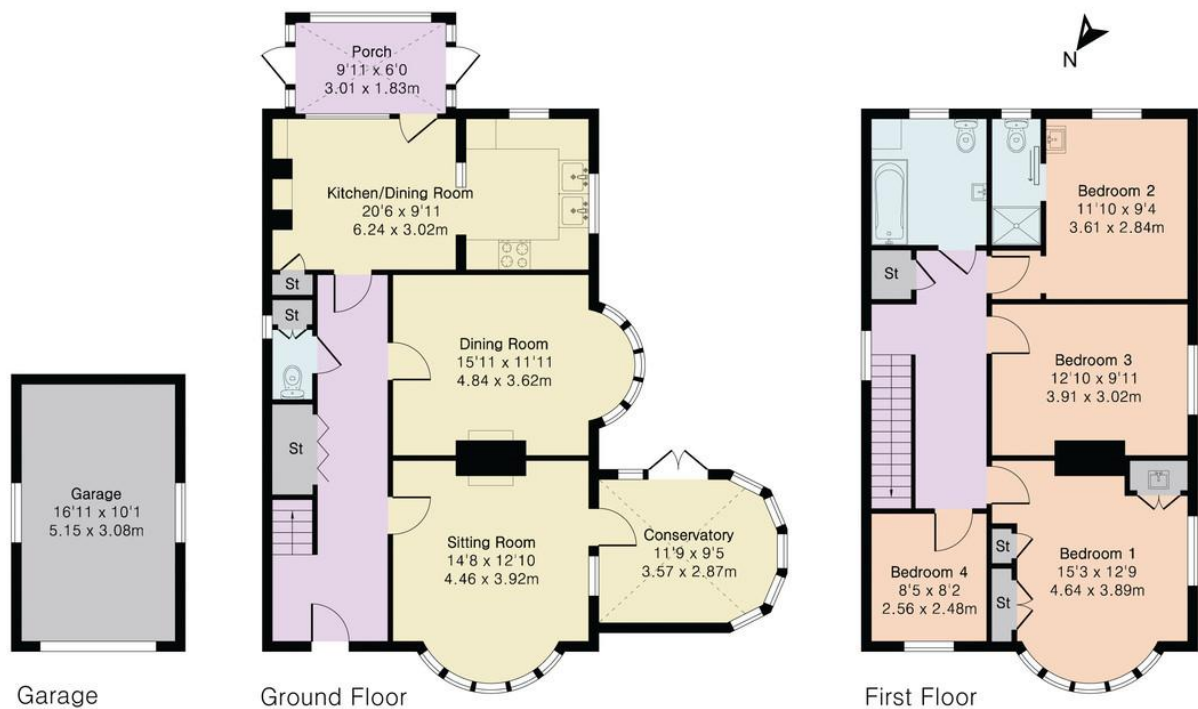 Porch
9'11 x 6'0
3.01 x 1.83m
N
Kitchen/Dining Room
20'6 x 9'11
6.24 x 3.02m
St
St
Dining Room
15'11 x 11'11
4.84 x 3.62m
St
Sitting Room
14'8 x 12'10
4.46 x 3.92m
Conservatory
11'9 x 9'5
3.57 x 2.87m
Garage
16'11 x 10'1
5.15 x 3.08m
Bedroom 2
11'10 x 9'4
3.61 x 2.84m
St
Bedroom 3
12'10 x 9'11
3.91 x 3.02m
Bedroom 1
15'3 x 12'9
4.64 x 3.89m
St
St
Bedroom 4
8'5 x 8'2
2.56 x 2.48m
Garage
Ground Floor
First Floor